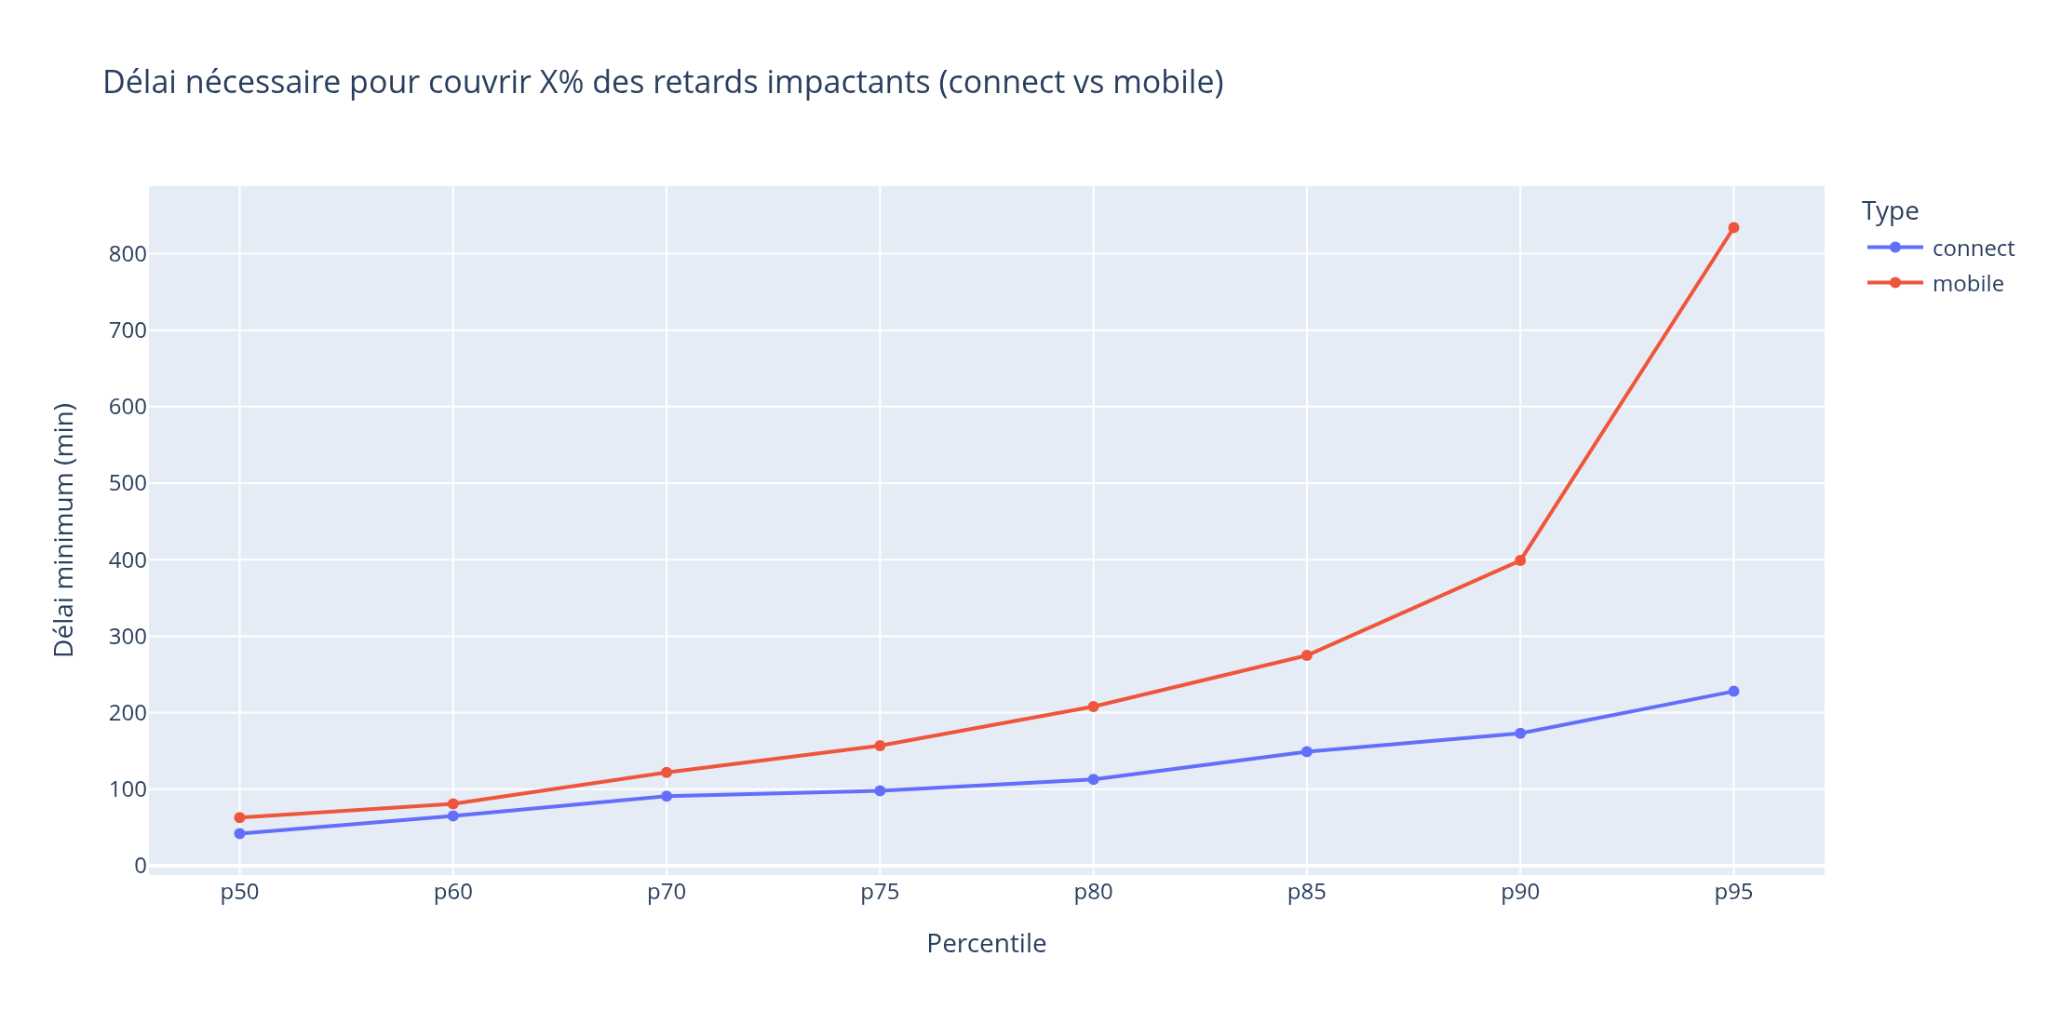 Délai nécessaire pour couvrir X% des retards impactants (connect vs mobile)
Type
connect
mobile
Délai minimum (min)
800
700
600
500
400
300
200
100
0
p50 p60 p70 p75 p80 p85 p90 p95
Percentile